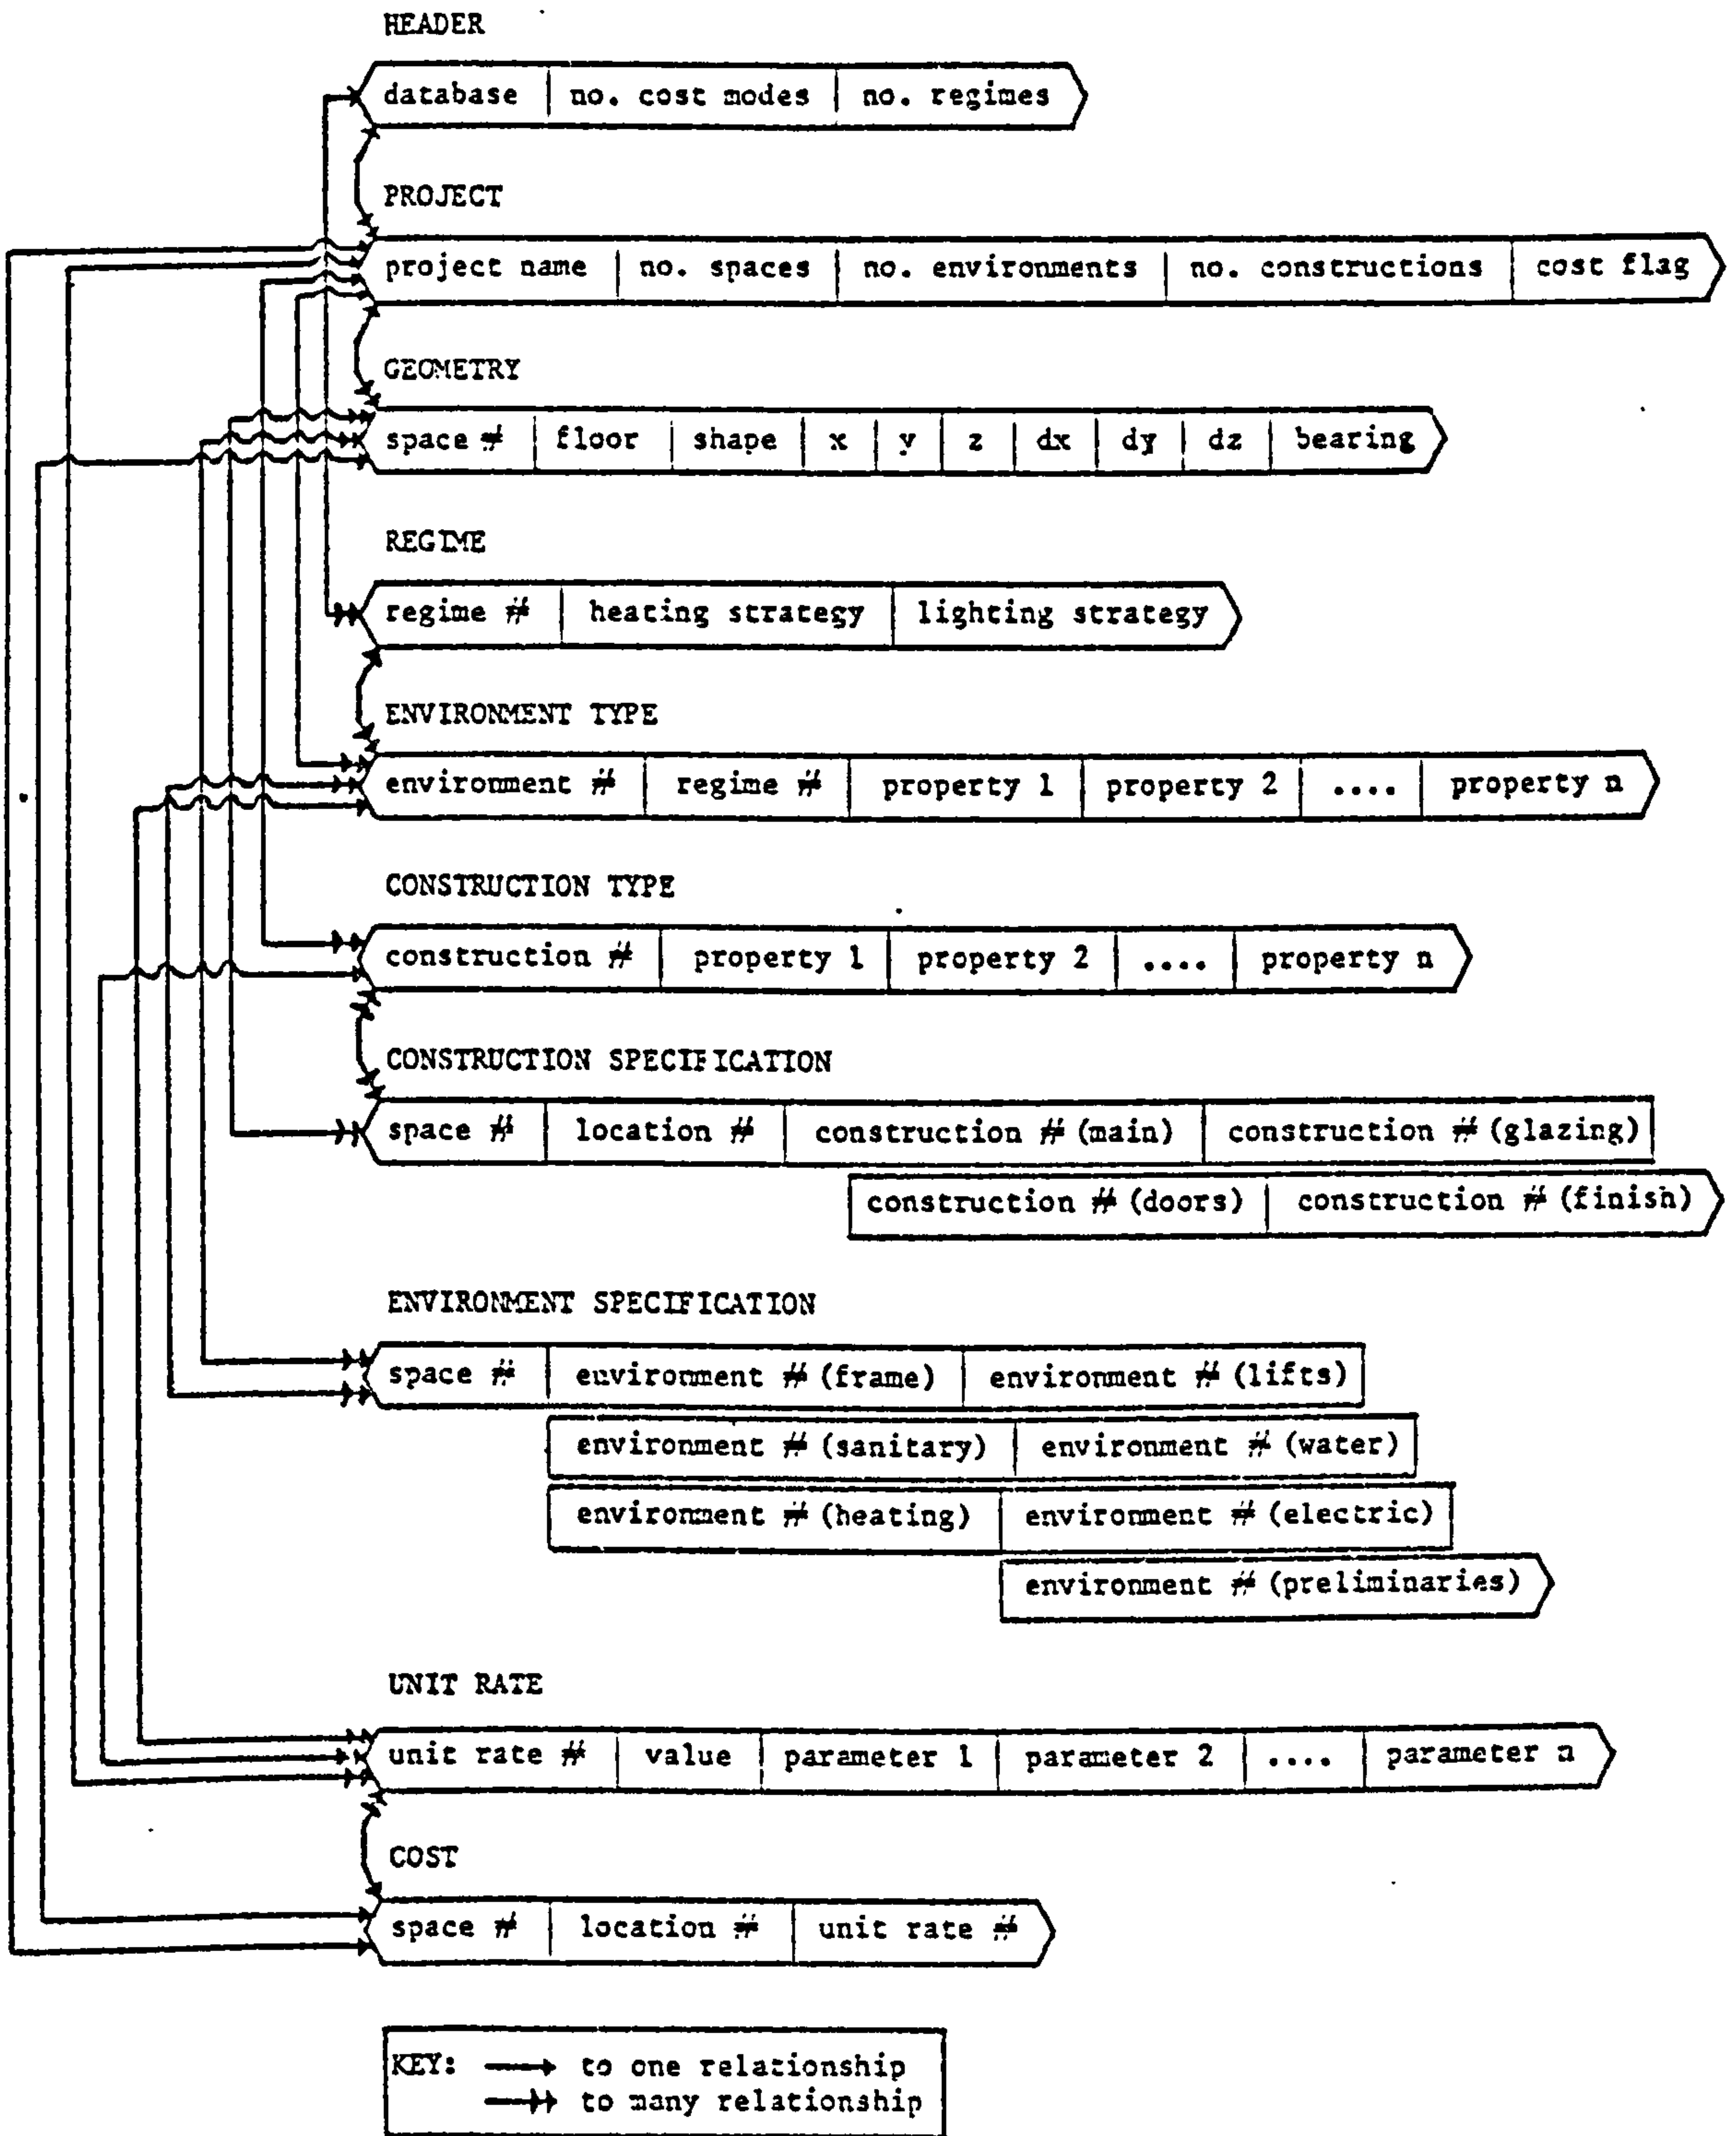 HEADER
database no. cost modes no. regimes
PROJECT
project name no. spaces no. environments no. constructions cost flag
GEOMETRY
space # floor shape x y z dx dy dz bearing
REGIME
regime # heating strategy lighting strategy
ENVIRONMENT TYPE
environment # regime # property 1 property 2 .... property n
CONSTRUCTION TYPE
construction # property 1 property 2 .... property n
CONSTRUCTION SPECIFICATION
space # location # construction # (main) construction # (glazing)
construction # (doors) construction # (finish)
ENVIRONMENT SPECIFICATION
space # environment # (frame) environment # (lifts)
environment # (sanitary) environment # (water)
environment # (heating) environment # (electric)
environment # (preliminaries)
UNIT RATE
unit rate # value parameter 1 parameter 2 .... parameter n
COST
space # location # unit rate #
KEY: to one relationship
to many relationship